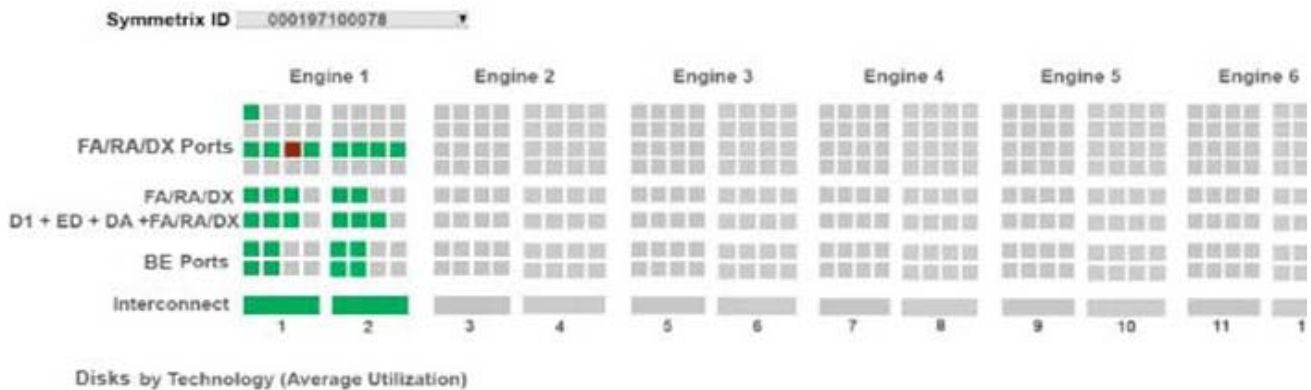 Symmetrix ID 000197100078
Engine 1 Engine 2 Engine 3 Engine 4 Engine 5 Engine 6
FA/RA/DX Ports
FA/RA/DX
D1 + ED + DA +FA/RA/DX
BE Ports
Interconnect
1 2 3 4 5 6 7 8 9 10 11 1
Disks by Technology (Average Utilization)